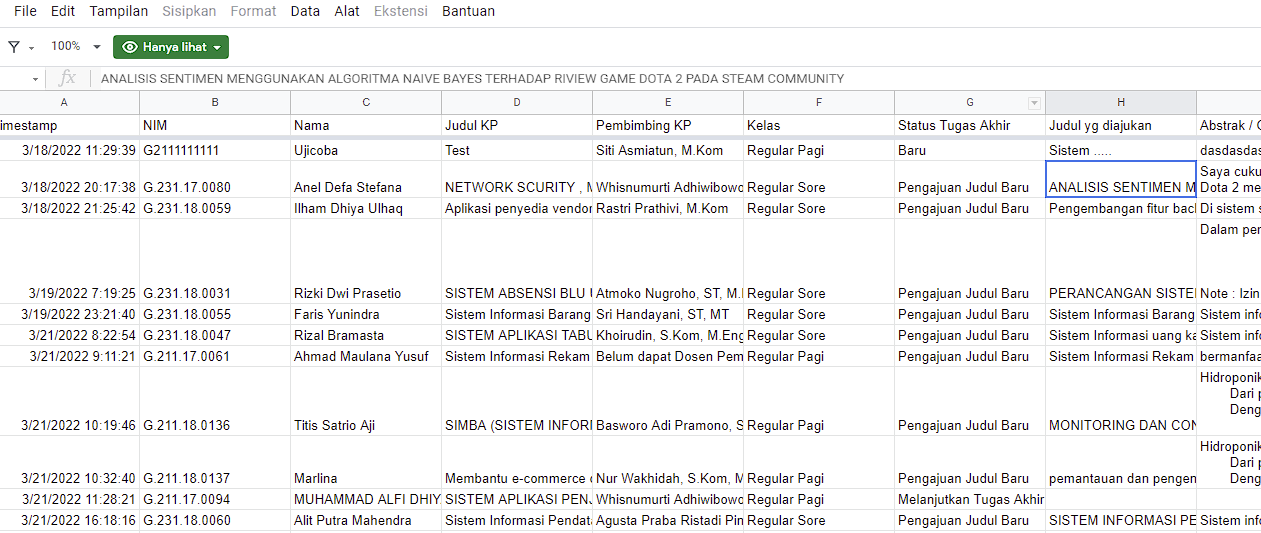 File Edit Tampilan Sisipkan Format Data Alat Ekstensi Bantuan
100% Hanya lihat
fx ANALISIS SENTIMEN MENGGUNAKAN ALGORITMA NAIVE BAYES TERHADAP RIVIEW GAME DOTA 2 PADA STEAM COMMUNITY
A B C D E F G H
imestamp NIM Nama Judul KP Pembimbing KP Kelas Status Tugas Akhir Judul yg diajukan Abstrak /
3/18/2022 11:29:39 G2111111111 Ujicoba Test Siti Asmiatun, M.Kom Regular Pagi Baru Sistem ..... dasdasdas
Saya cuku
3/18/2022 20:17:38 G.231.17.0080 Anel Defa Stefana NETWORK SCURITY , Whisnumurti Adhiwibowo Regular Sore Pengajuan Judul Baru ANALISIS SENTIMEN M Dota 2 me
3/18/2022 21:25:42 G.231.18.0059 Ilham Dhiya Ulhaq Aplikasi penyedia vendor Rastri Prathivi, M.Kom Regular Sore Pengajuan Judul Baru Pengembangan fitur bacl Di sistem s
Dalam per
3/19/2022 7:19:25 G.231.18.0031 Rizki Dwi Prasetio SISTEM ABSENSI BLU Atmoko Nugroho, ST, M. Regular Sore Pengajuan Judul Baru PERANCANGAN SISTE Note : Izin
3/19/2022 23:21:40 G.231.18.0055 Faris Yunindra Sistem Informasi Barang Sri Handayani, ST, MT Regular Sore Pengajuan Judul Baru Sistem Informasi Barang Sistem info
3/21/2022 8:22:54 G.231.18.0047 Rizal Bramasta SISTEM APLIKASI TABU Khoirudin, S.Kom, M.Eng Regular Sore Pengajuan Judul Baru Sistem Informasi uang ka Sistem info
3/21/2022 9:11:21 G.211.17.0061 Ahmad Maulana Yusuf Sistem Informasi Rekam Belum dapat Dosen Pem Regular Pagi Pengajuan Judul Baru Sistem Informasi Rekam bermanfaa
Hidroponik
Dari p
Deng
3/21/2022 10:19:46 G.211.18.0136 Titis Satrio Aji SIMBA (SISTEM INFOR Basworo Adi Pramono, S Regular Pagi Pengajuan Judul Baru MONITORING DAN CON
Hidroponik
Dari p
3/21/2022 10:32:40 G.211.18.0137 Marlina Membantu e-commerce Nur Wakhidah, S.Kom, M Regular Pagi Pengajuan Judul Baru pemantauan dan pengen Deng
3/21/2022 11:28:21 G.211.17.0094 MUHAMMAD ALFI DHIY SISTEM APLIKASI PENJ Whisnumurti Adhiwibowo Regular Pagi Melanjutkan Tugas Akhir
3/21/2022 16:18:16 G.231.18.0060 Alit Putra Mahendra Sistem Informasi Pendat Agusta Praba Ristadi Pin Regular Sore Pengajuan Judul Baru SISTEM INFORMASI PE Sistem info